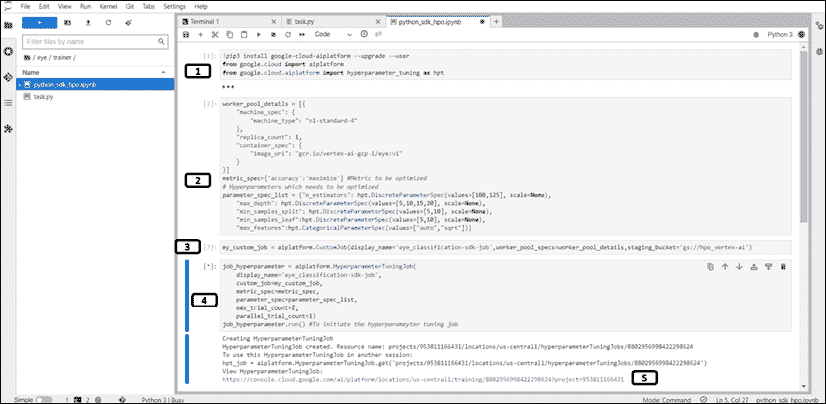 File Edit View Run Kernel Git Tabs Settings Help
Filter files by name
/ eye / trainer /
Name
python_sdk_hpo.ipynb
task.py
Terminal 1
task.py
python_sdk_hpo.ipynb
Code
Python 3
[1]:
!pip3 install google-cloud-aiplatform --upgrade --user
from google.cloud import aiplatform
from google.cloud.aiplatform import hyperparameter_tuning as hpt
1
•••
[2]:
worker_pool_details = [{
"machine_spec": {
"machine_type": "n1-standard-4"
},
"replica_count": 1,
"container_spec": {
"image_uri": "gcr.io/vertex-ai-gcp-1/eye:v1"
}
}]
metric_spec={'accuracy':'maximize'} #Metric to be optimized
2
# Hyperparameters which needs to be optimized
parameter_spec_list = {"n_estimators": hpt.DiscreteParameterSpec(values=[100,125], scale=None),
"max_depth": hpt.DiscreteParameterSpec(values=[5,10,15,20], scale=None),
"min_samples_split": hpt.DiscreteParameterSpec(values=[5,10], scale=None),
"min_samples_leaf":hpt.DiscreteParameterSpec(values=[5,10], scale=None),
"max_features":hpt.CategoricalParameterSpec(values=["auto","sqrt"])}
3
[3]:
my_custom_job = aiplatform.CustomJob(display_name='eye_classification-sdk-job',worker_pool_specs=worker_pool_details,staging_bucket='gs://hpo_vertex-ai')
[*]:
job_hyperparameter = aiplatform.HyperparameterTuningJob(
display_name='eye_classification-sdk-job',
custom_job=my_custom_job,
metric_spec=metric_spec,
4
parameter_spec=parameter_spec_list,
max_trial_count=2,
parallel_trial_count=1)
job_hyperparameter.run() #To initiate the hyperparameyter tuning job
Creating HyperparameterTuningJob
HyperparameterTuningJob created. Resource name: projects/953811166431/locations/us-central1/hyperparameterTuningJobs/8802956998422298624
To use this HyperparameterTuningJob in another session:
hpt_job = aiplatform.HyperparameterTuningJob.get('projects/953811166431/locations/us-central1/hyperparameterTuningJobs/8802956998422298624')
View HyperparameterTuningJob:
https://console.cloud.google.com/ai/platform/locations/us-central1/training/8802956998422298624?project=953811166431
5
Simple
1
2
Python 3 | Busy
Mode: Command
Ln 5, Col 27
python_sdk_hpo.ipynb